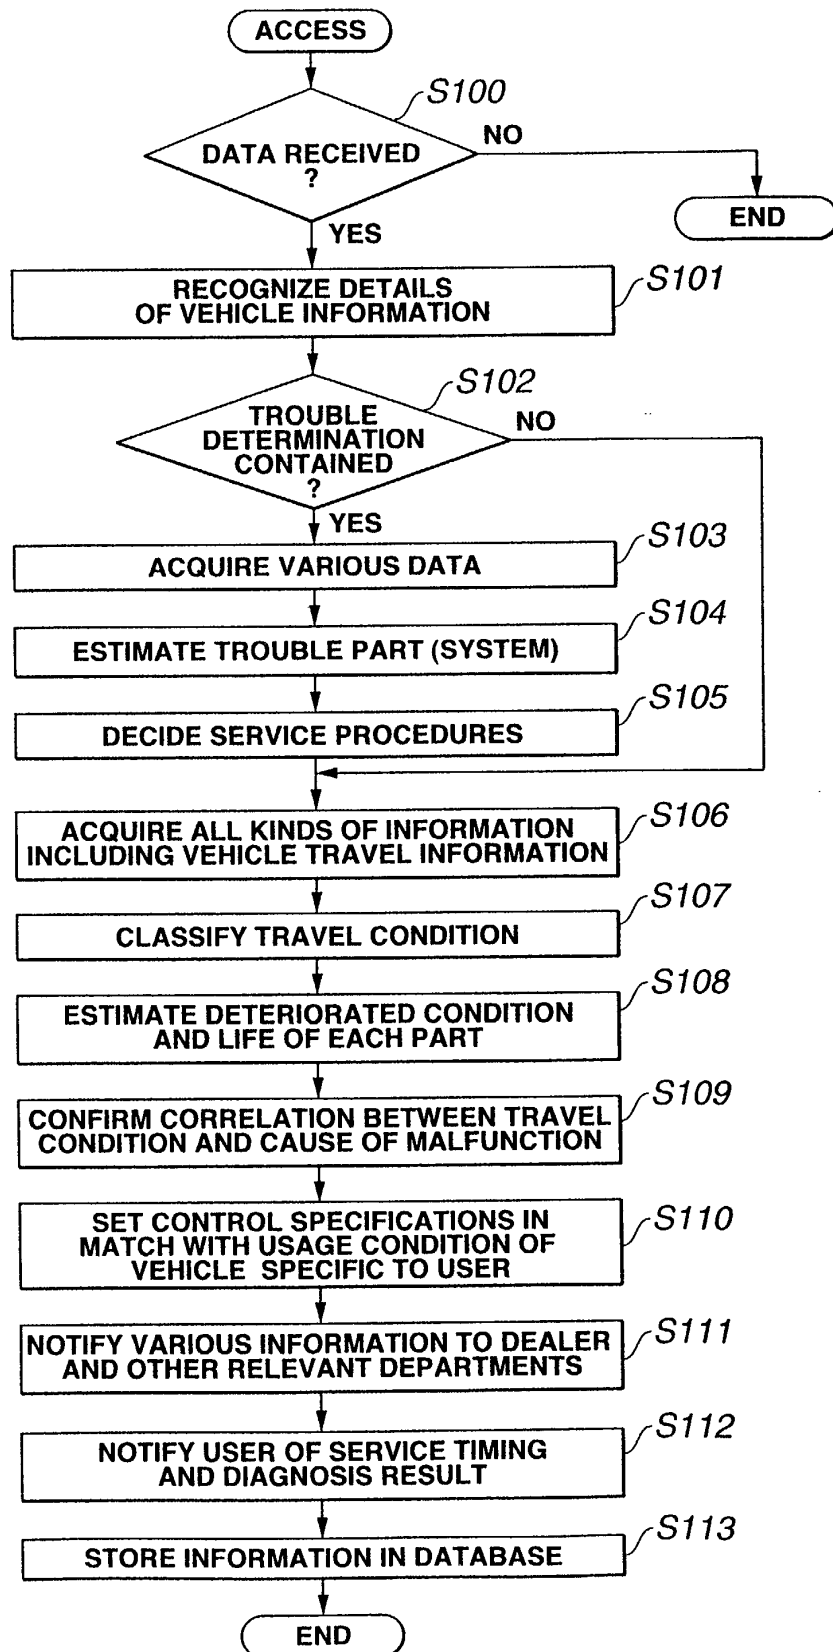 ACCESS
S100
DATA RECEIVED
?
NO
END
YES
S101
RECOGNIZE DETAILS
OF VEHICLE INFORMATION
S102
TROUBLE
DETERMINATION
CONTAINED
?
NO
YES
S103
ACQUIRE VARIOUS DATA
S104
ESTIMATE TROUBLE PART (SYSTEM)
S105
DECIDE SERVICE PROCEDURES
S106
ACQUIRE ALL KINDS OF INFORMATION
INCLUDING VEHICLE TRAVEL INFORMATION
S107
CLASSIFY TRAVEL CONDITION
S108
ESTIMATE DETERIORATED CONDITION
AND LIFE OF EACH PART
S109
CONFIRM CORRELATION BETWEEN TRAVEL
CONDITION AND CAUSE OF MALFUNCTION
S110
SET CONTROL SPECIFICATIONS IN
MATCH WITH USAGE CONDITION OF
VEHICLE SPECIFIC TO USER
S111
NOTIFY VARIOUS INFORMATION TO DEALER
AND OTHER RELEVANT DEPARTMENTS
S112
NOTIFY USER OF SERVICE TIMING
AND DIAGNOSIS RESULT
S113
STORE INFORMATION IN DATABASE
END